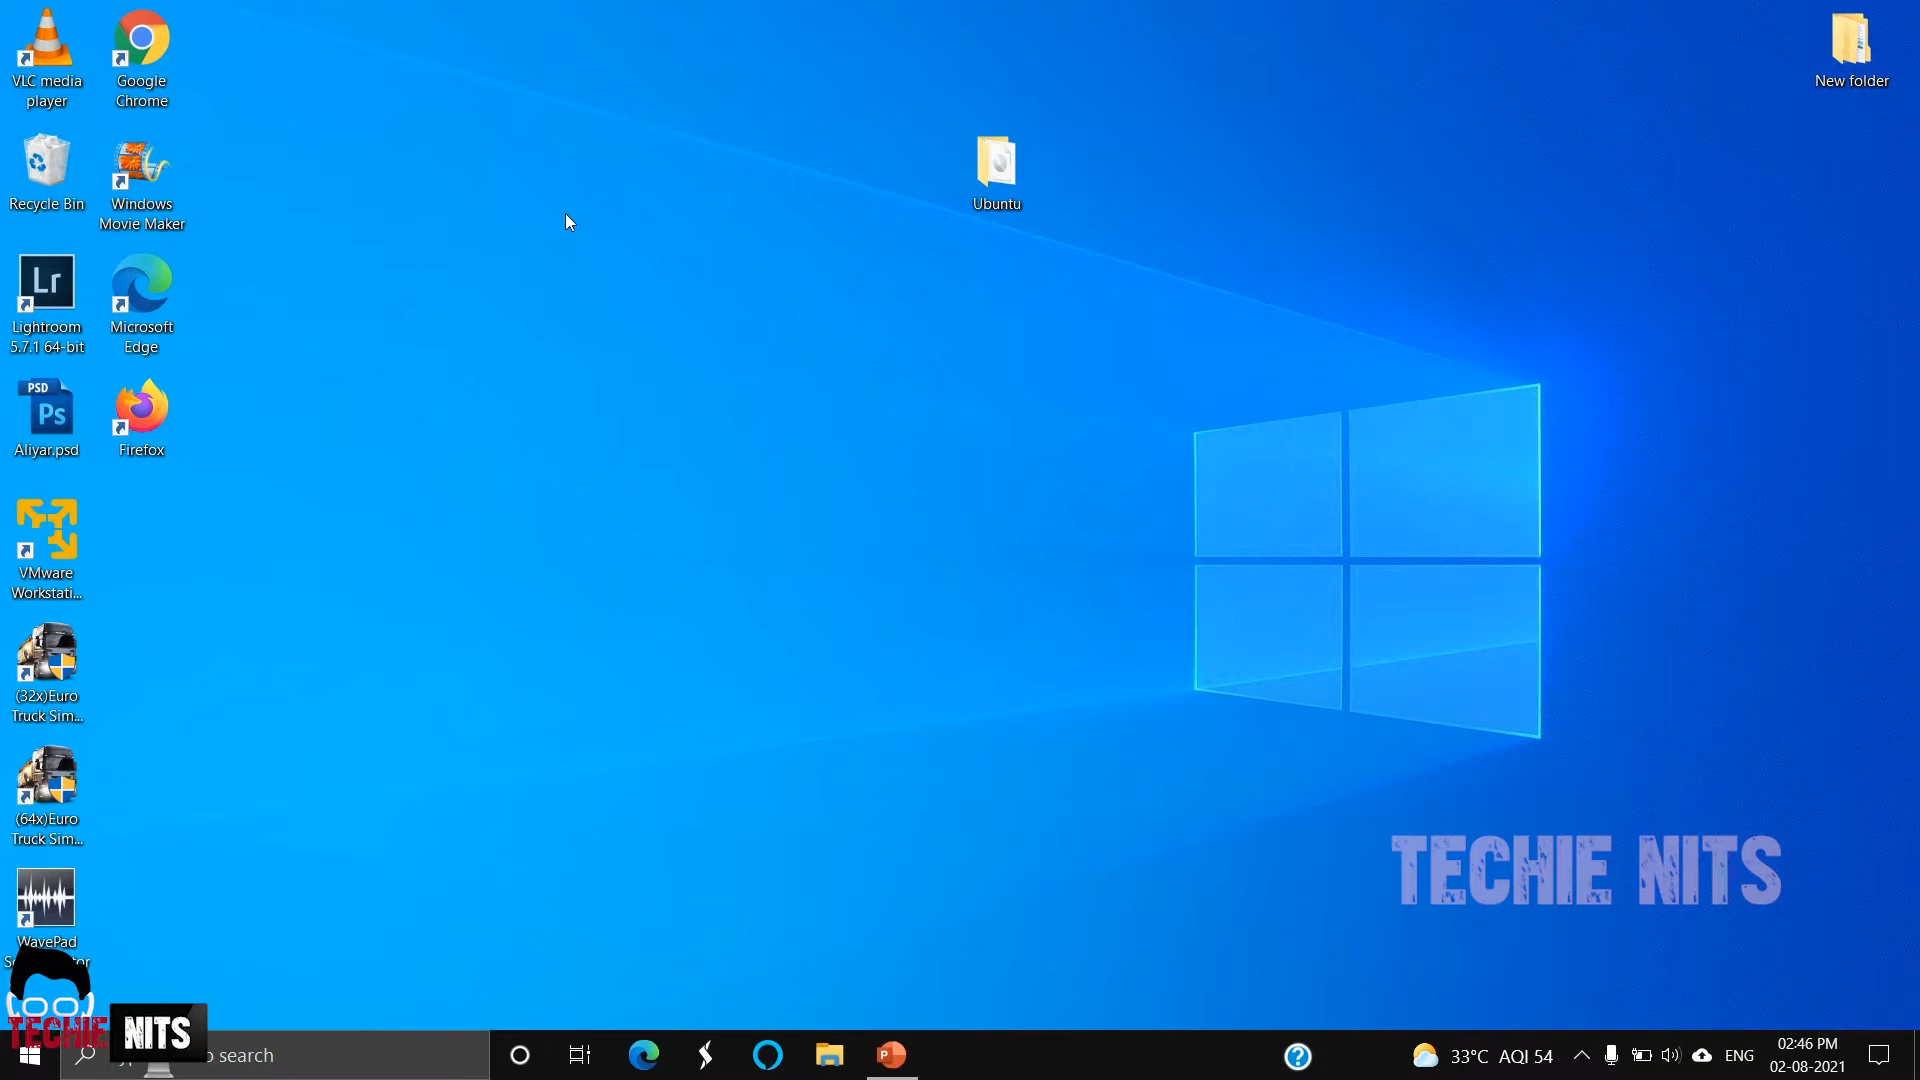 VLC media
player
Google
Chrome
New folder
Recycle Bin
Windows
Movie Maker
Ubuntu
Lr
Lightroom
5.7.1 64-bit
Microsoft
Edge
PSD
Ps
Aliyar.psd
Firefox
VMware
Workstati...
(32x)Euro
Truck Sim...
(64x)Euro
Truck Sim...
WavePad
TECHIE NITS
TECHIE NITS
search
P
33°C AQI 54
ENG
02:46 PM
02-08-2021